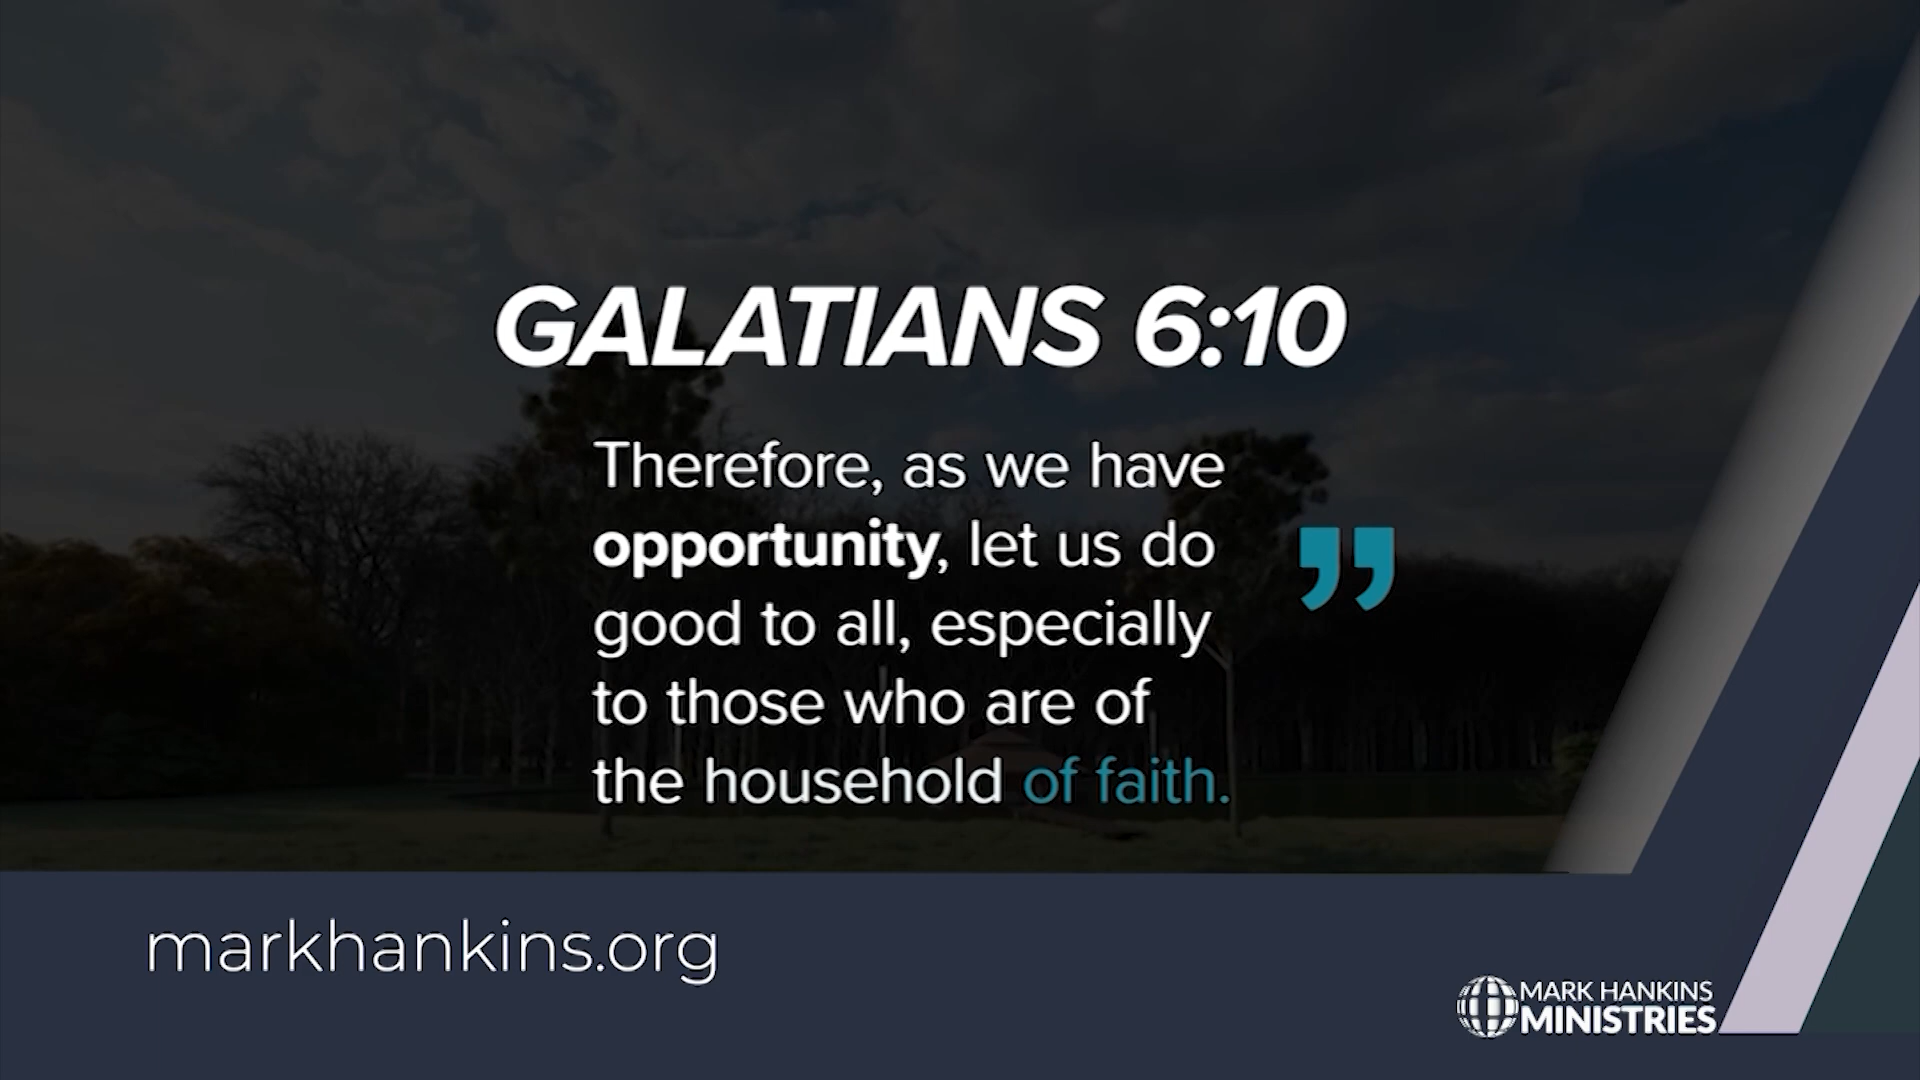 GALATIANS 6:10
Therefore, as we have
opportunity, let us do
good to all, especially
to those who are of
the household of faith.
”
markhankins.org
MARK HANKINS
MINISTRIES